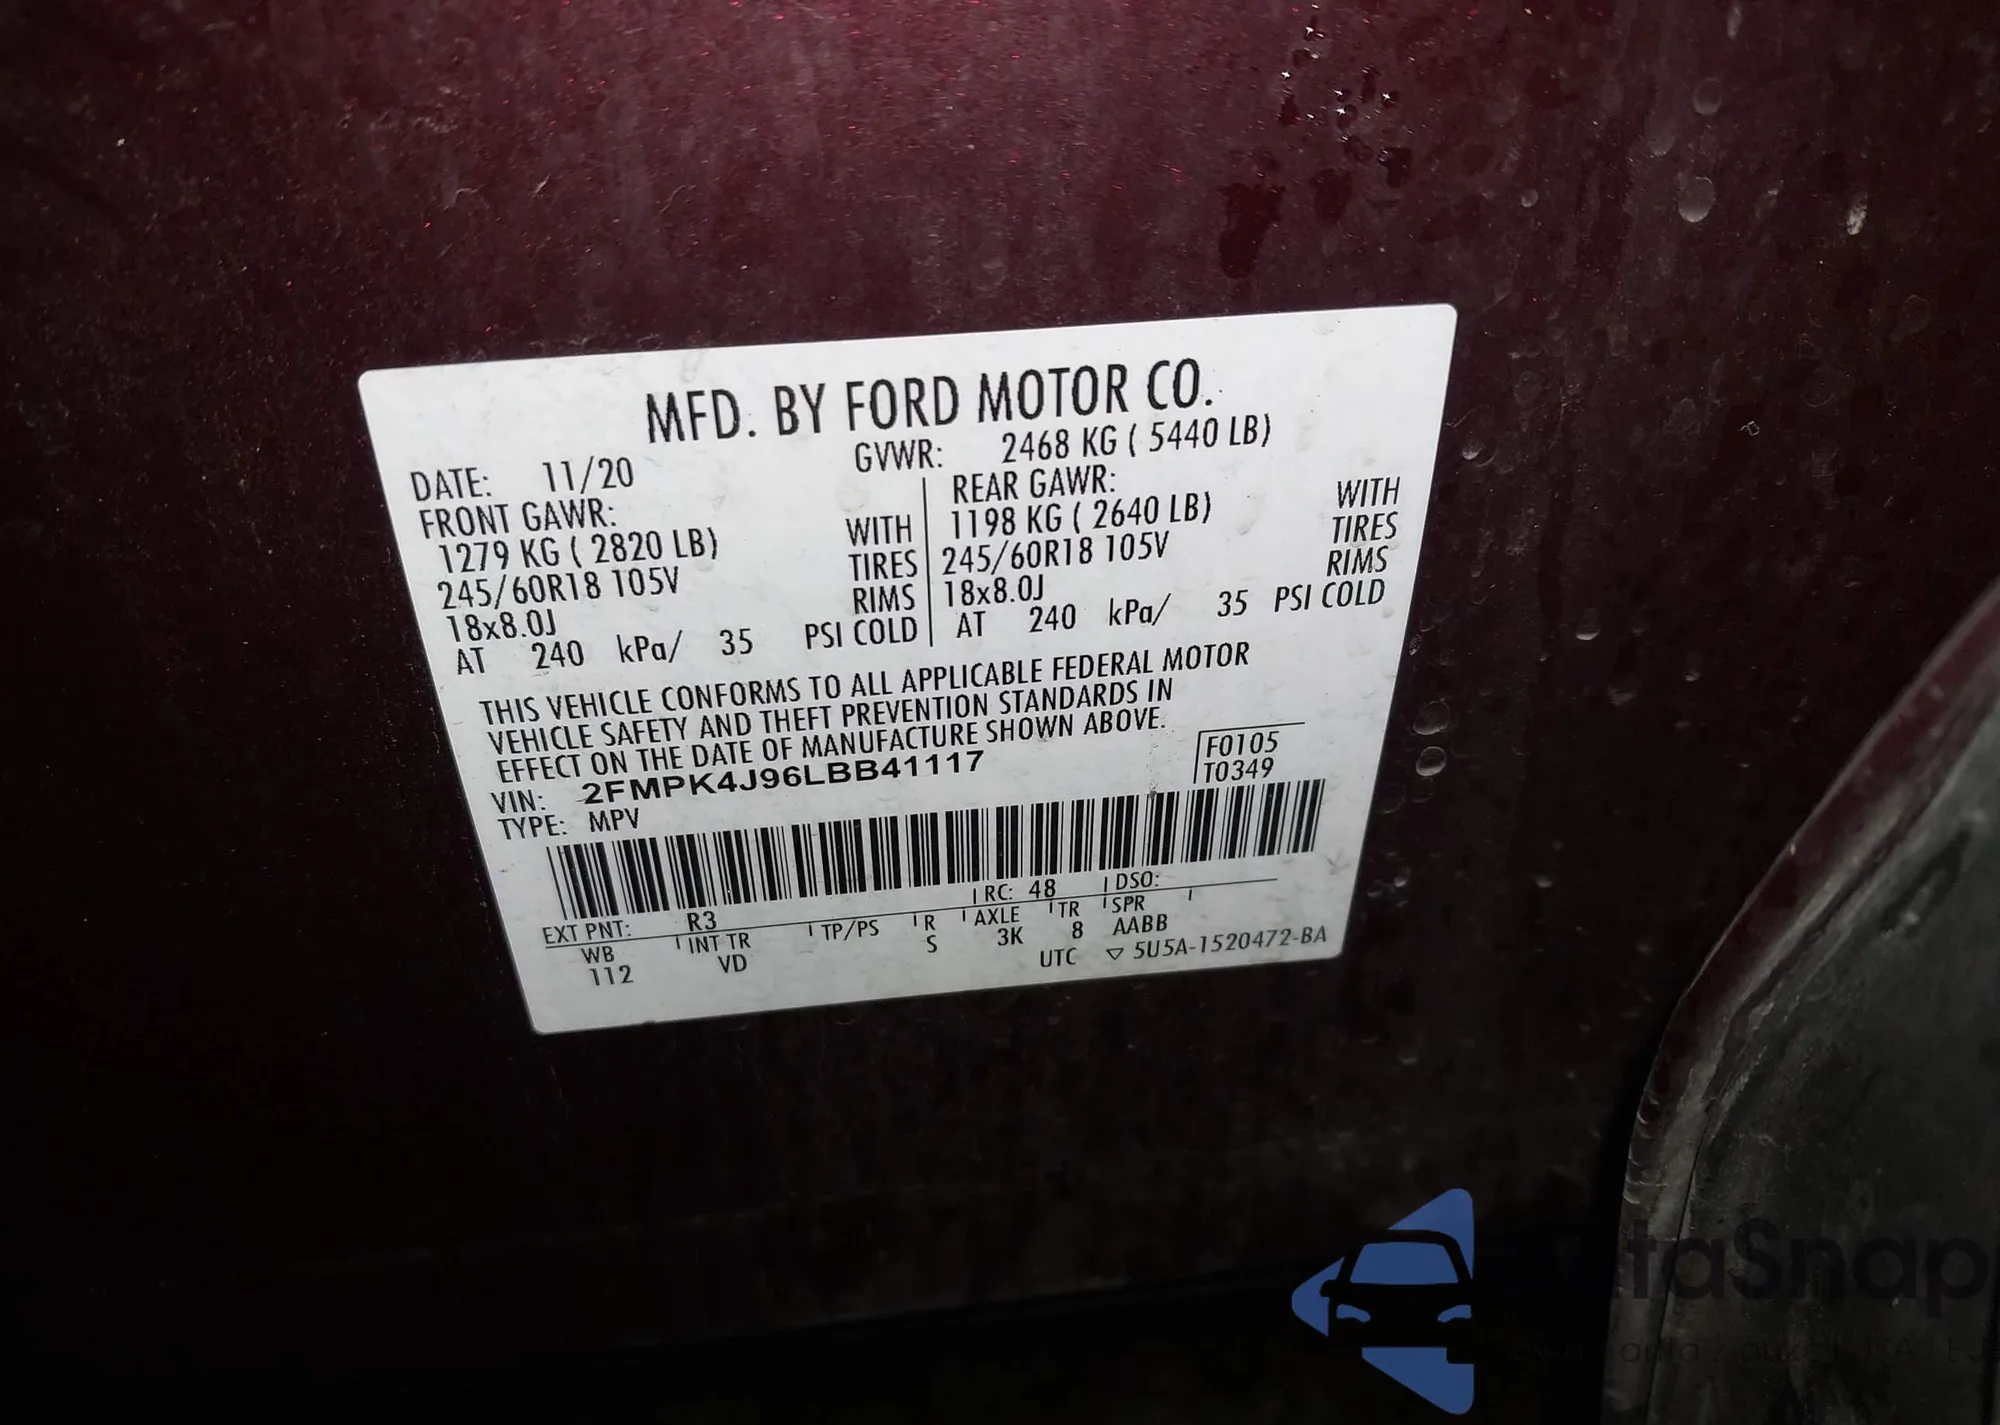 MFD. BY FORD MOTOR CO.
DATE: 11/20 GVWR: 2468 KG ( 5440 LB)
FRONT GAWR: REAR GAWR:
1279 KG ( 2820 LB) WITH 1198 KG ( 2640 LB) WITH
245/60R18 105V TIRES 245/60R18 105V TIRES
18x8.0J RIMS 18x8.0J RIMS
AT 240 kPa/ 35 PSI COLD AT 240 kPa/ 35 PSI COLD
THIS VEHICLE CONFORMS TO ALL APPLICABLE FEDERAL MOTOR
VEHICLE SAFETY AND THEFT PREVENTION STANDARDS IN
EFFECT ON THE DATE OF MANUFACTURE SHOWN ABOVE.
VIN: 2FMPK4J96LBB41117 F0105
TYPE: MPV T0349
EXT PNT: R3 RC: 48 DSO:
WB INT TR TP/PS R AXLE TR SPR
112 VD S 3K 8 AABB
UTC ▽ 5U5A-1520472-BA
taSnap